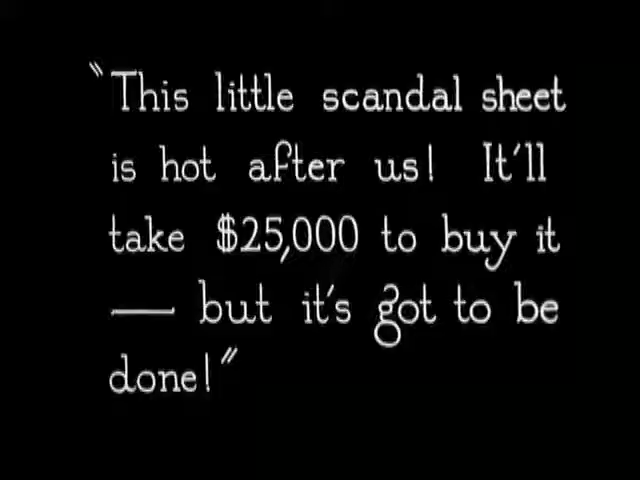 "This little scandal sheet
is hot after us! It'll
take $25,000 to buy it
— but it's got to be
done!"